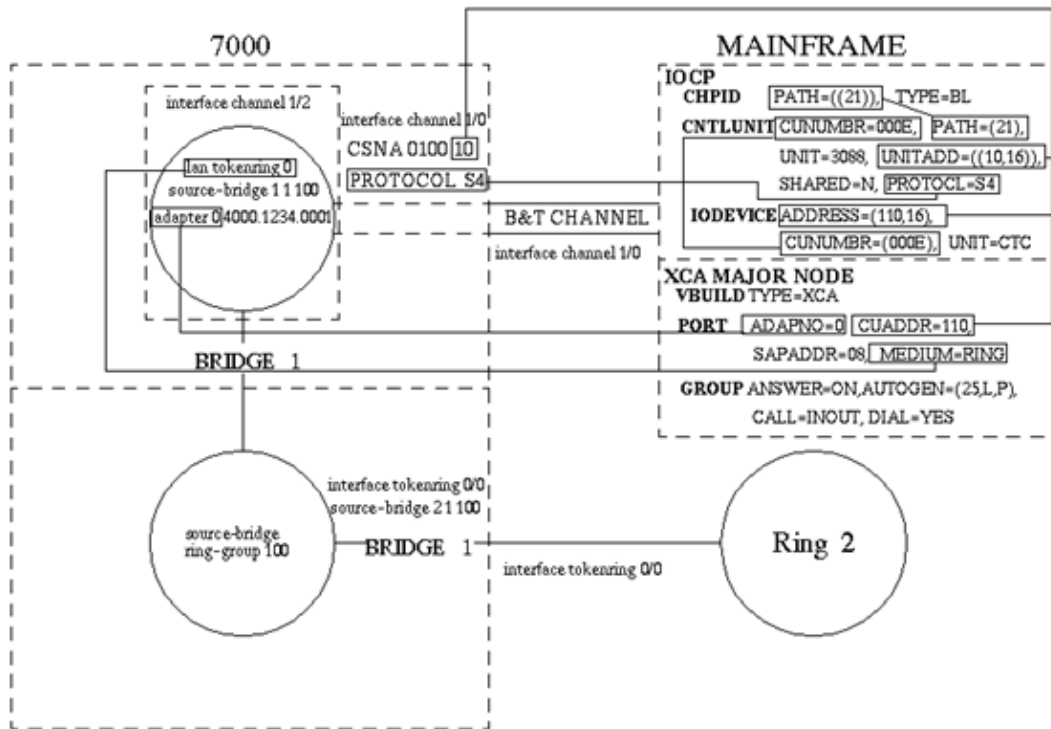 7000
interface channel 1/2
interface channel 1/0
CSNA 0100 10
PROTOCOL S4
lan tokenring 0
source-bridge 1 1 100
adapter 0 4000.1234.0001
B&T CHANNEL
interface channel 1/0
BRIDGE 1
MAINFRAME
IOCP
CHPID PATH=((21)), TYPE=BL
CNTLUNIT CUNUMBR=000E, PATH=(21),
UNIT=3088, UNITADD=((10,16)),
SHARED=N, PROTOCL=S4
IODEVICE ADDRESS=(110,16),
CUNUMBR=(000E), UNIT=CTC
XCA MAJOR NODE
VBUILD TYPE=XCA
PORT ADAPNO=0 CUADDR=110,
SAPADDR=08, MEDIUM=RING
GROUP ANSWER=ON,AUTOGEN=(25,L,P),
CALL=INOUT, DIAL=YES
source-bridge
ring-group 100
interface tokenring 0/0
source-bridge 2 1 100
BRIDGE 1
interface tokenring 0/0
Ring 2